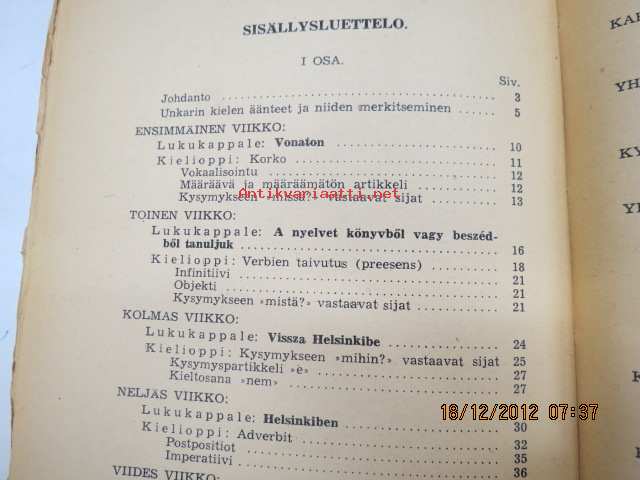 SISÄLLYSLUETTELO.
I OSA.
Siv.
Johdanto 3
Unkarin kielen äänteet ja niiden merkitseminen 5
ENSIMMÄINEN VIIKKO:
Lukukappale: Vonaton 10
Kielioppi: Korko 11
Vokaalisointu 12
Määräävä ja määräämätön artikkeli 12
Kysymykseen »missä?» vastaavat sijat 13
Antikvariaatti.net
TOINEN VIIKKO:
Lukukappale: A nyelvet könyvből vagy beszéd-
ből tanuljuk 16
Kielioppi: Verbien taivutus (preesens) 18
Infinitiivi 21
Objekti 21
Kysymykseen »mistä?» vastaavat sijat 21
KOLMAS VIIKKO:
Lukukappale: Vissza Helsinkibe 24
Kielioppi: Kysymykseen »mihin?» vastaavat sijat 25
Kysymyspartikkeli »e» 27
Kieltosana »nem» 27
NELJÄS VIIKKO:
Lukukappale: Helsinkiben 30
Kielioppi: Adverbit 32
Postpositiot 35
Imperatiivi 36
VIIDES VIIKKO:
18/12/2012 07:37